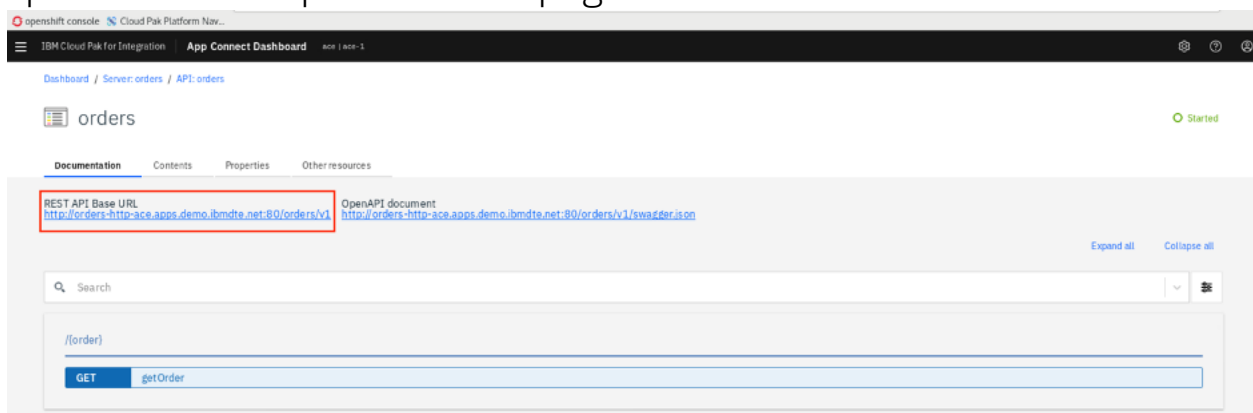 openshift console Cloud Pak Platform Nav...
IBM Cloud Pak for Integration App Connect Dashboard ace | ace-1
Dashboard / Server: orders / API: orders
orders
Started
Documentation Contents Properties Other resources
REST API Base URL OpenAPI document
http://orders-http-ace.apps.demo.ibmdte.net:80/orders/v1 http://orders-http-ace.apps.demo.ibmdte.net:80/orders/v1/swagger.json
Expand all Collapse all
Search
/{order}
GET getOrder